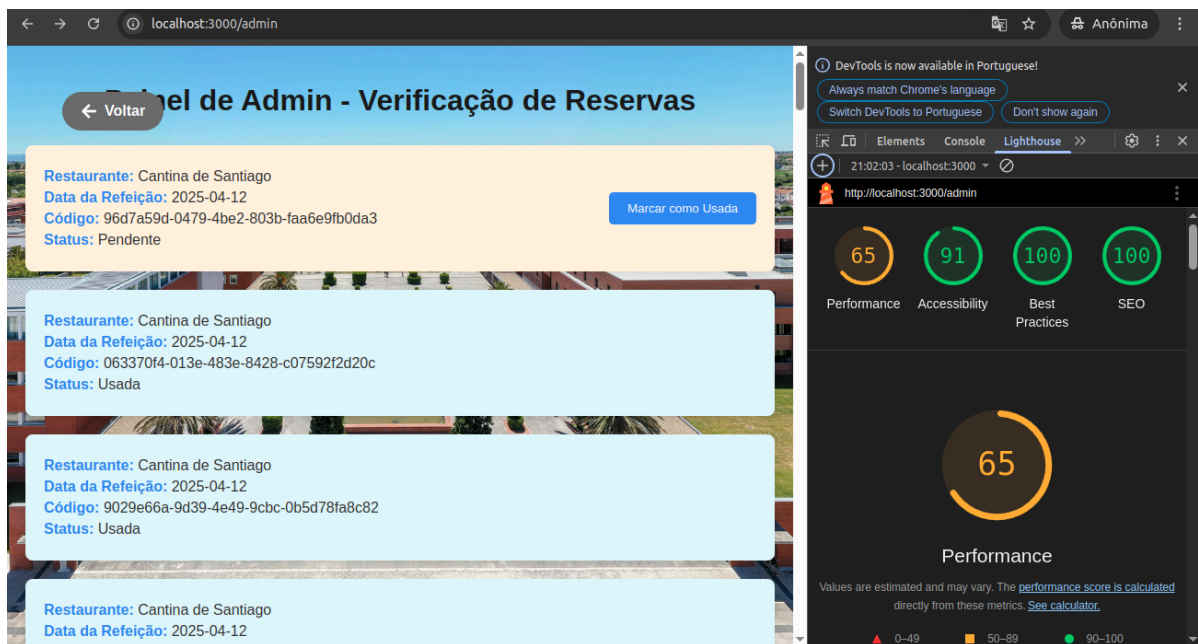 localhost:3000/admin
Anônima
nel de Admin - Verificação de Reservas
Voltar
Restaurante: Cantina de Santiago
Data da Refeição: 2025-04-12
Código: 96d7a59d-0479-4be2-803b-faa6e9fb0da3
Status: Pendente
Marcar como Usada
Restaurante: Cantina de Santiago
Data da Refeição: 2025-04-12
Código: 063370f4-013e-483e-8428-c07592f2d20c
Status: Usada
Restaurante: Cantina de Santiago
Data da Refeição: 2025-04-12
Código: 9029e66a-9d39-4e49-9cbc-0b5d78fa8c82
Status: Usada
Restaurante: Cantina de Santiago
Data da Refeição: 2025-04-12
DevTools is now available in Portuguese!
Always match Chrome's language
Switch DevTools to Portuguese
Don't show again
Elements Console Lighthouse
21:02:03 - localhost:3000
http://localhost:3000/admin
65 91 100 100
Performance Accessibility Best Practices SEO
65
Performance
Values are estimated and may vary. The performance score is calculated
directly from these metrics. See calculator.
0–49 50–89 90–100